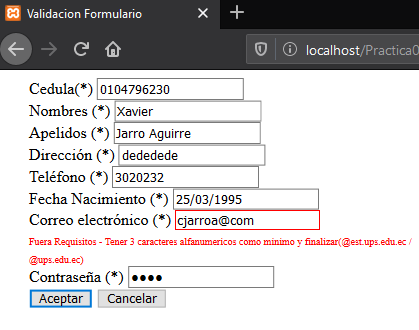 Validacion Formulario
localhost/Practica0
Cedula(*) 0104796230
Nombres (*) Xavier
Apelidos (*) Jarro Aguirre
Dirección (*) dededede
Teléfono (*) 3020232
Fecha Nacimiento (*) 25/03/1995
Correo electrónico (*) cjarroa@com
Fuera Requisitos - Tener 3 caracteres alfanumericos como minimo y finalizar(@est.ups.edu.ec /
@ups.edu.ec)
Contraseña (*) ●●●●
Aceptar Cancelar